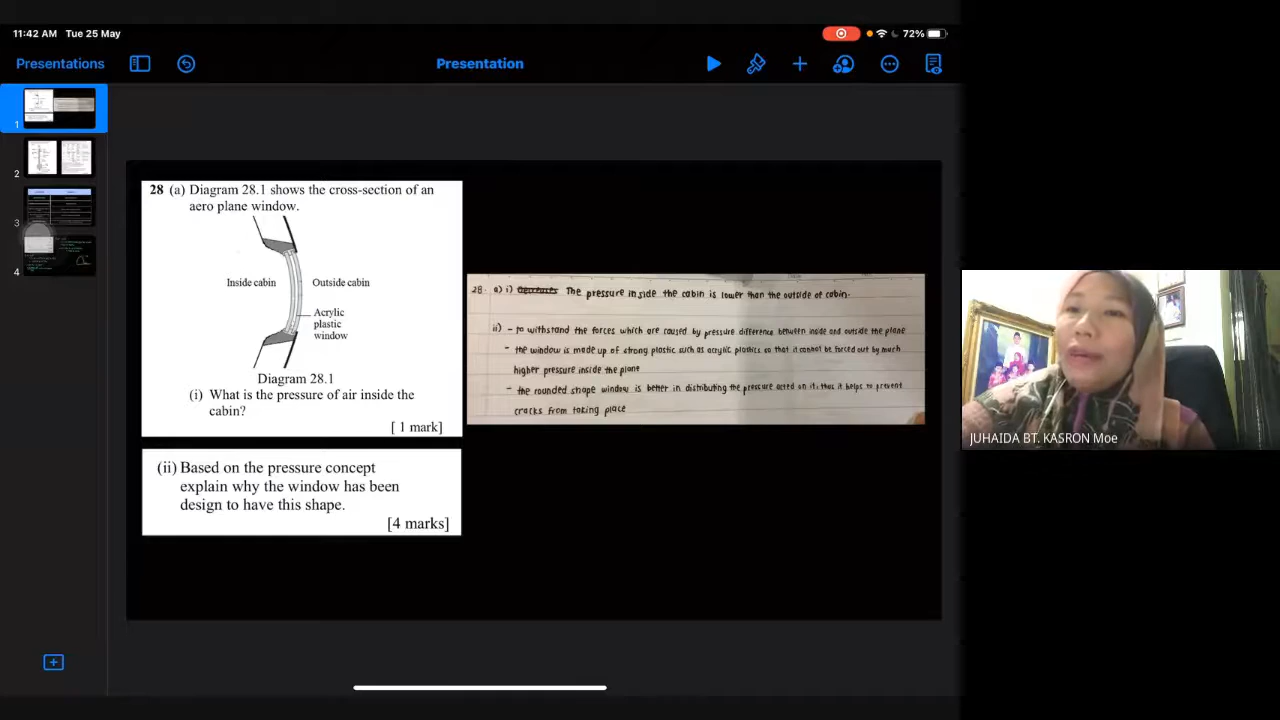 11:42 AM Tue 25 May
72%
Presentations
Presentation
1
2
3
4
28 (a) Diagram 28.1 shows the cross-section of an
aero plane window.
Inside cabin
Outside cabin
Acrylic
plastic
window
Diagram 28.1
(i) What is the pressure of air inside the
cabin?
[ 1 mark]
(ii) Based on the pressure concept
explain why the window has been
design to have this shape.
[4 marks]
28. a) i) The pressure inside the cabin is lower than the outside of cabin.
ii) - to withstand the forces which are caused by pressure difference between inside and outside the plane
- the window is made up of strong plastic such as acrylic plastics so that it cannot be forced out by much
higher pressure inside the plane
- the rounded shape window is better in distributing the pressure acted on it, thus it helps to prevent
cracks from taking place
JUHAIDA BT. KASRON Moe